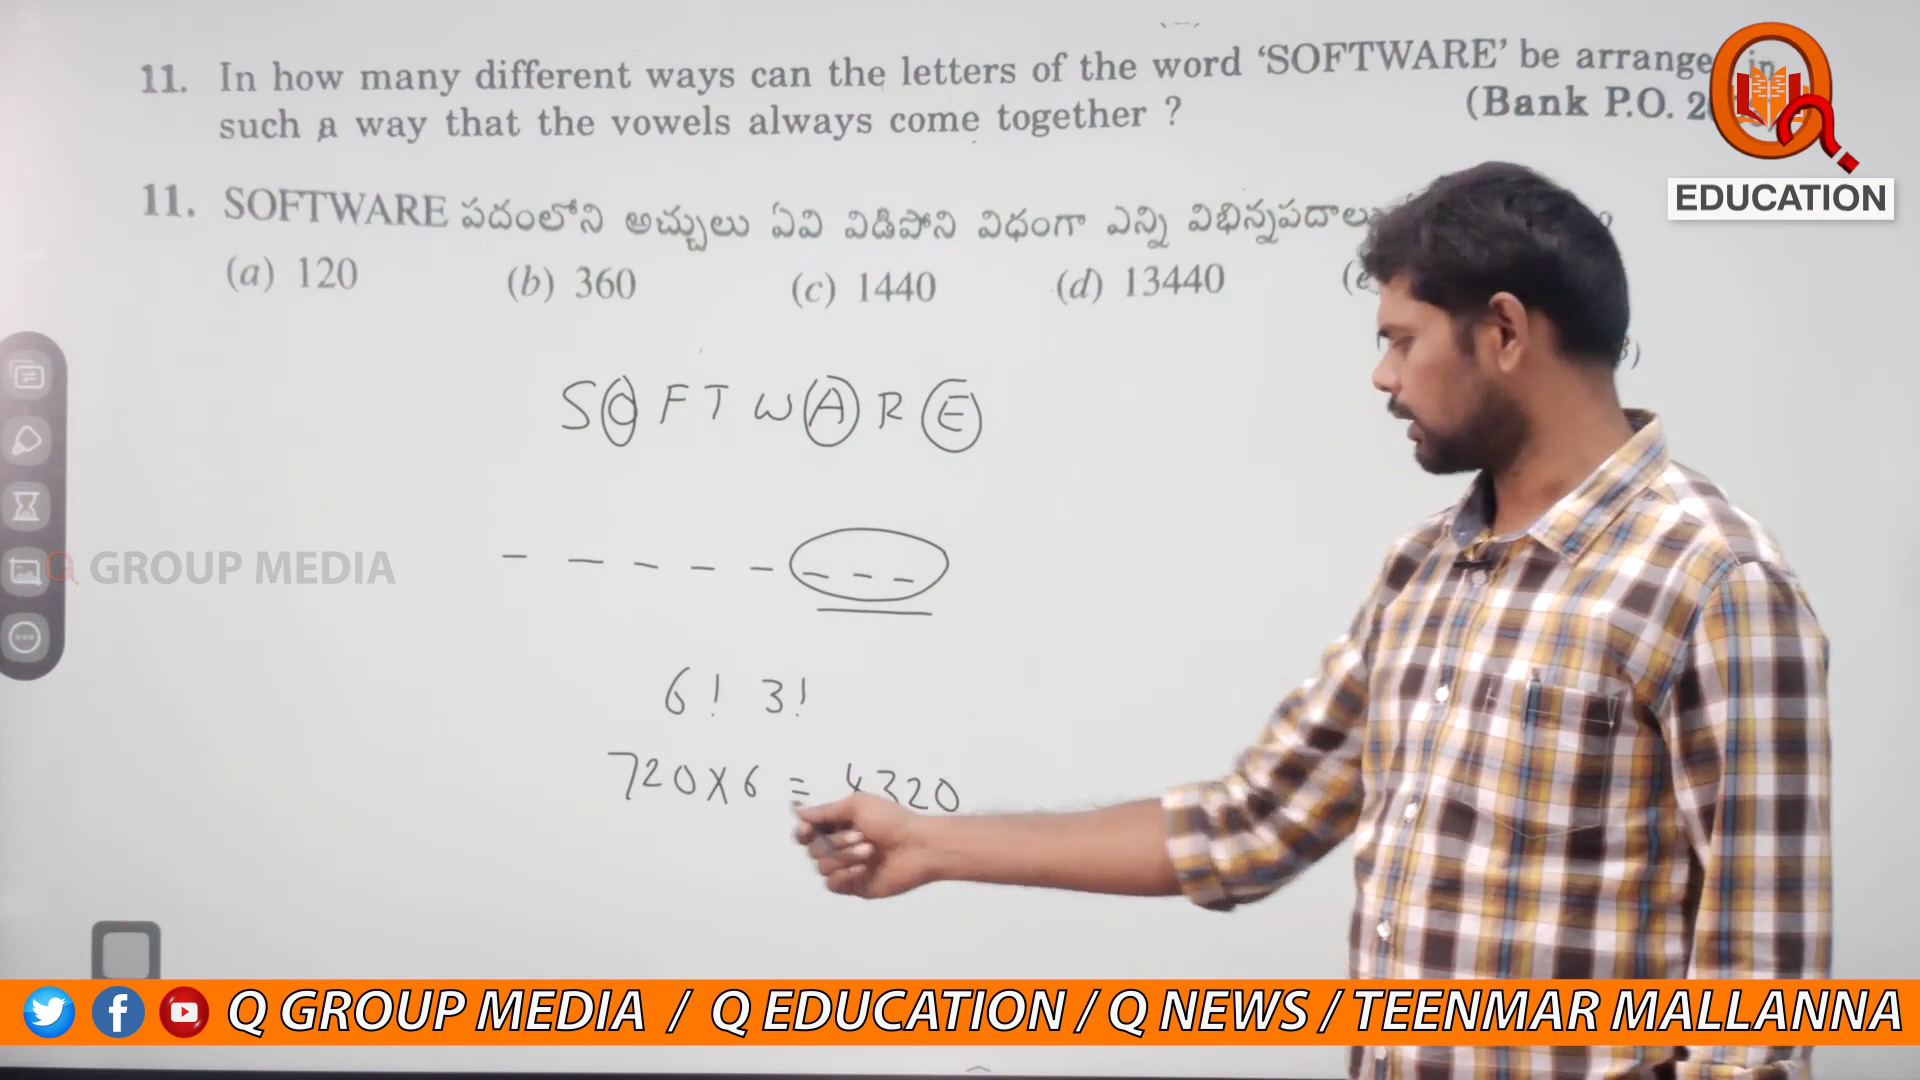 11. In how many different ways can the letters of the word ‘SOFTWARE’ be arrange in
such a way that the vowels always come together ?
(Bank P.O.
EDUCATION
11. SOFTWARE పదంలోని అచ్చులు ఏవి విడిపోని విధంగా ఎన్ని విభిన్నపదాలు
(a) 120 (b) 360 (c) 1440 (d) 13440 (e
S O F T W A R E
GROUP MEDIA
6! 3!
720 X 6 = 4320
Q GROUP MEDIA / Q EDUCATION / Q NEWS / TEENMAR MALLANNA